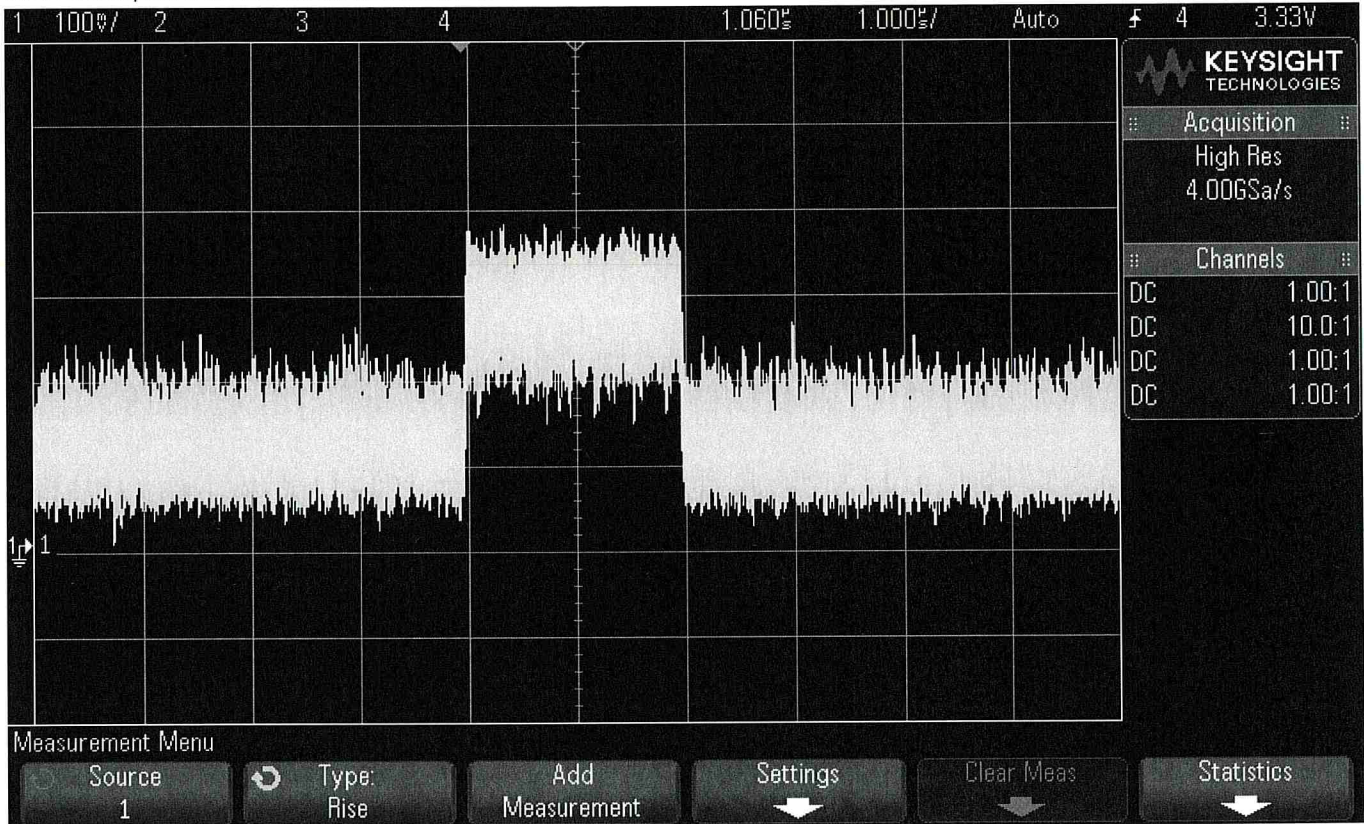 1 100mV/ 2 3 4 1.060s 1.000s/ Auto 4 3.33V
KEYSIGHT
TECHNOLOGIES
Acquisition
High Res
4.00GSa/s
Channels
DC 1.00:1
DC 10.0:1
DC 1.00:1
DC 1.00:1
1 1
Measurement Menu
Source
1
Type:
Rise
Add
Measurement
Settings
Clear Meas
Statistics